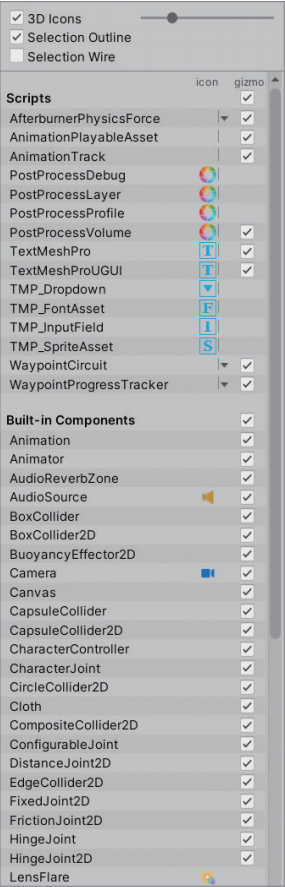 3D Icons
Selection Outline
Selection Wire
icon gizmo
Scripts
AfterburnerPhysicsForce
AnimationPlayableAsset
AnimationTrack
PostProcessDebug
PostProcessLayer
PostProcessProfile
PostProcessVolume
TextMeshPro T
TextMeshProUGUI T
TMP_Dropdown
TMP_FontAsset F
TMP_InputField I
TMP_SpriteAsset S
WaypointCircuit
WaypointProgressTracker
Built-in Components
Animation
Animator
AudioReverbZone
AudioSource
BoxCollider
BoxCollider2D
BuoyancyEffector2D
Camera
Canvas
CapsuleCollider
CapsuleCollider2D
CharacterController
CharacterJoint
CircleCollider2D
Cloth
CompositeCollider2D
ConfigurableJoint
DistanceJoint2D
EdgeCollider2D
FixedJoint2D
FrictionJoint2D
HingeJoint
HingeJoint2D
LensFlare